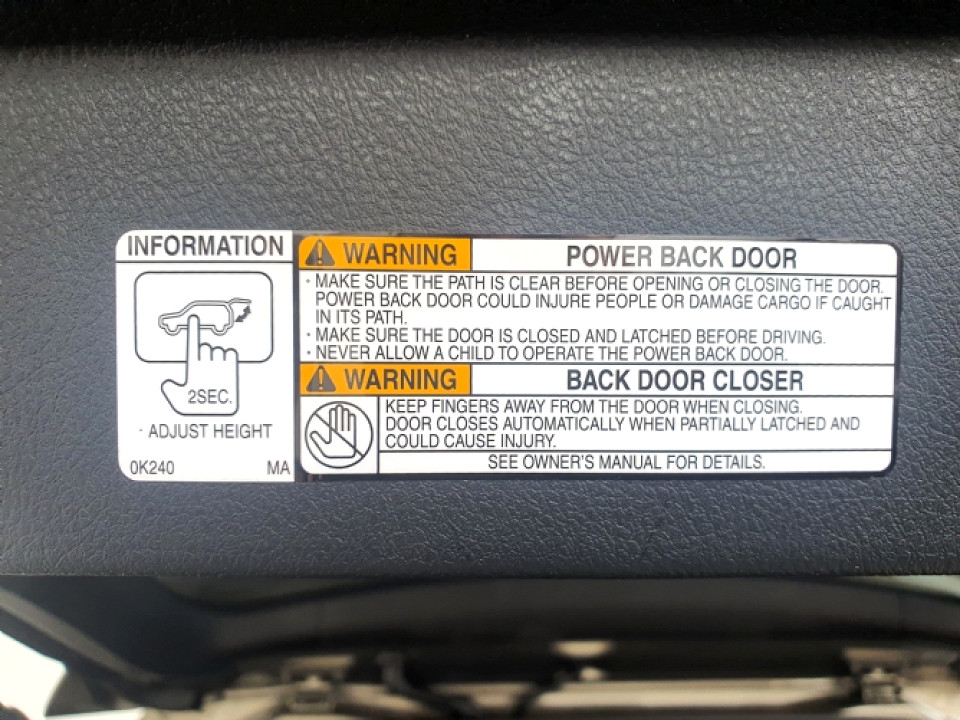 INFORMATION
2SEC.
· ADJUST HEIGHT
0K240 MA
WARNING POWER BACK DOOR
· MAKE SURE THE PATH IS CLEAR BEFORE OPENING OR CLOSING THE DOOR.
POWER BACK DOOR COULD INJURE PEOPLE OR DAMAGE CARGO IF CAUGHT
IN ITS PATH.
· MAKE SURE THE DOOR IS CLOSED AND LATCHED BEFORE DRIVING.
· NEVER ALLOW A CHILD TO OPERATE THE POWER BACK DOOR.
WARNING BACK DOOR CLOSER
KEEP FINGERS AWAY FROM THE DOOR WHEN CLOSING.
DOOR CLOSES AUTOMATICALLY WHEN PARTIALLY LATCHED AND
COULD CAUSE INJURY.
SEE OWNER'S MANUAL FOR DETAILS.